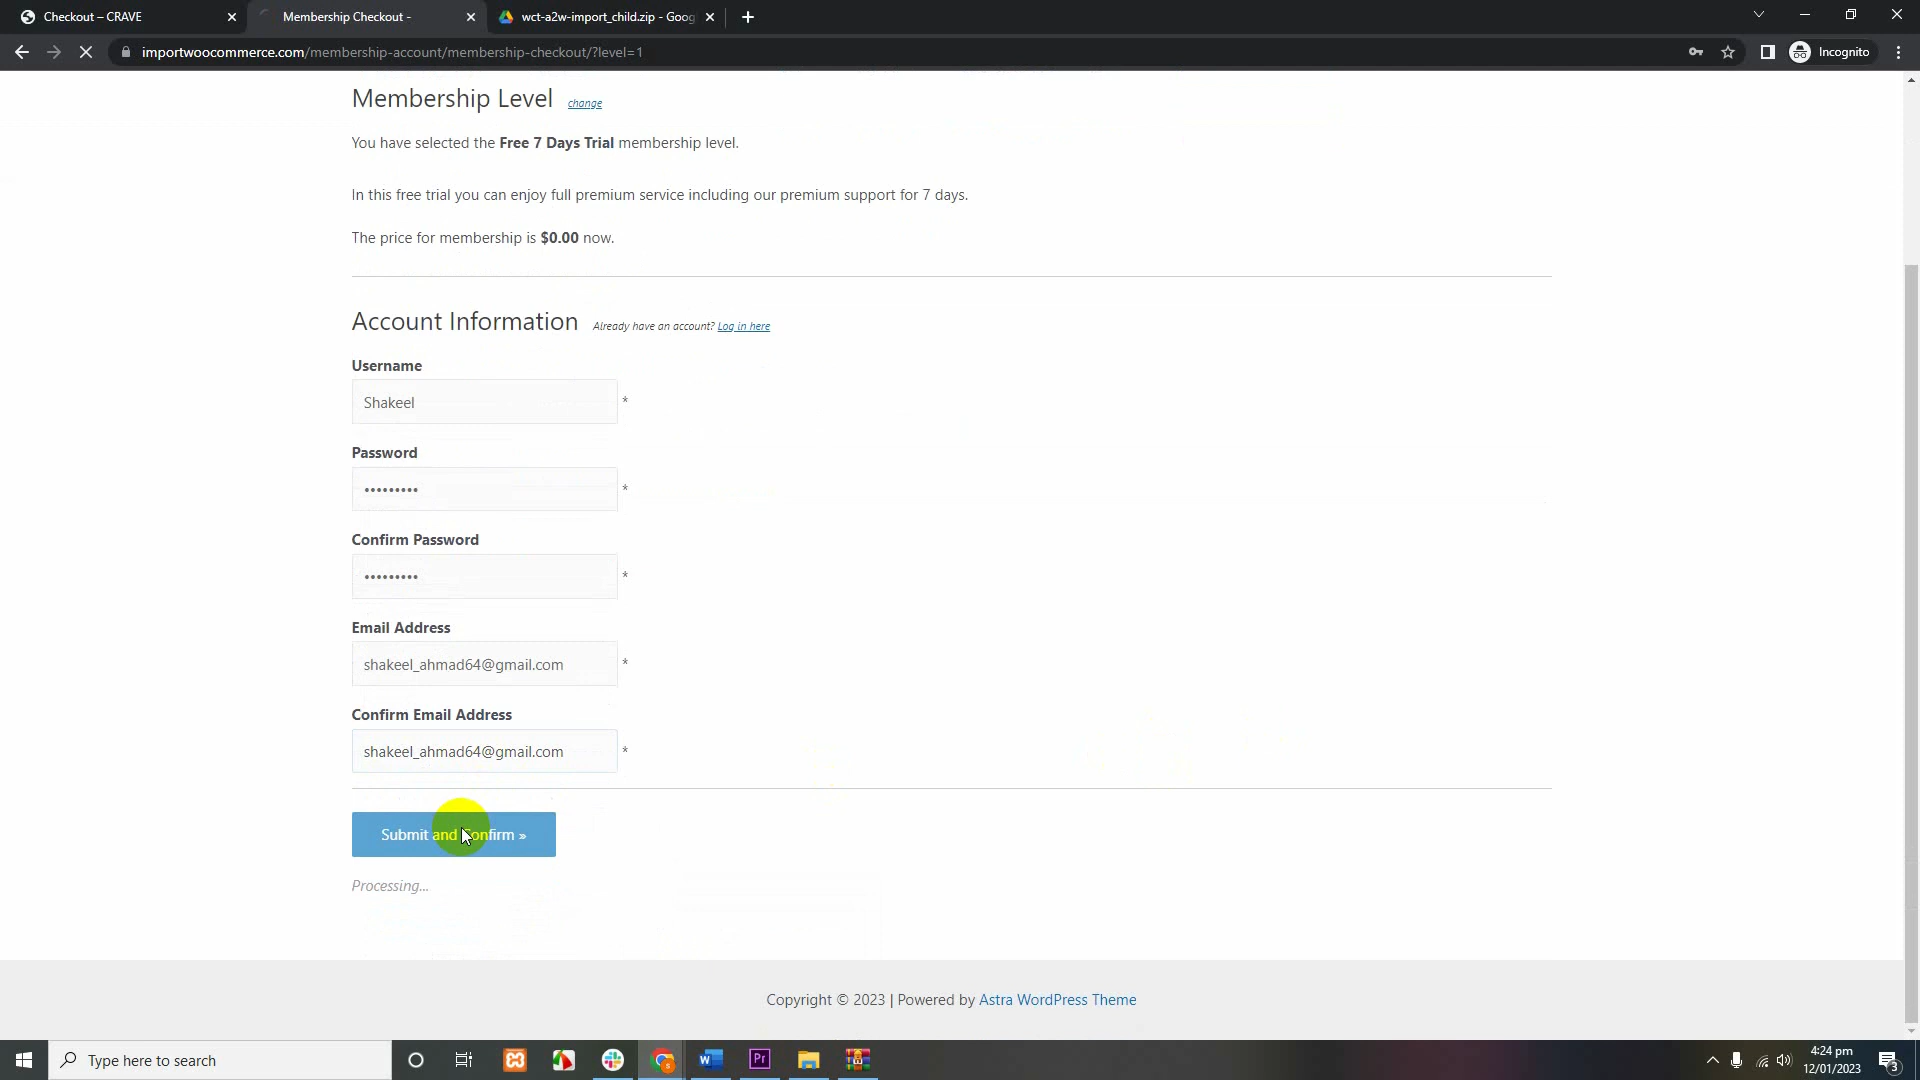 Checkout – CRAVE
Membership Checkout -
wct-a2w-import_child.zip - Goog
importwoocommerce.com/membership-account/membership-checkout/?level=1
Incognito
Membership Level change
You have selected the Free 7 Days Trial membership level.
In this free trial you can enjoy full premium service including our premium support for 7 days.
The price for membership is $0.00 now.
Account Information Already have an account? Log in here
Username
Shakeel
*
Password
••••••••• *
Confirm Password
••••••••• *
Email Address
shakeel_ahmad64@gmail.com *
Confirm Email Address
shakeel_ahmad64@gmail.com *
Submit and Confirm »
Processing...
Copyright © 2023 | Powered by Astra WordPress Theme
Type here to search
W
Pr
4:24 pm
12/01/2023
3